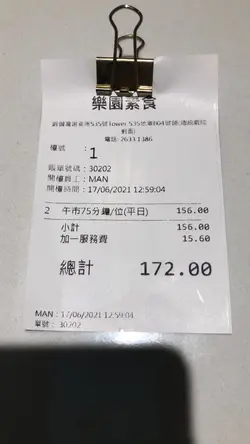 樂園素食
電話: 2633 1386
檯號 :
1
賬單號碼 : 30202
開檯員工 : MAN
開檯時間 : 17/06/2021 12:59:04
2 午市75分鐘/位(平日) 156.00
小計 156.00
加一服務費 15.60
總計 172.00
MAN : 17/06/2021 12:59:04
單號 : 30202